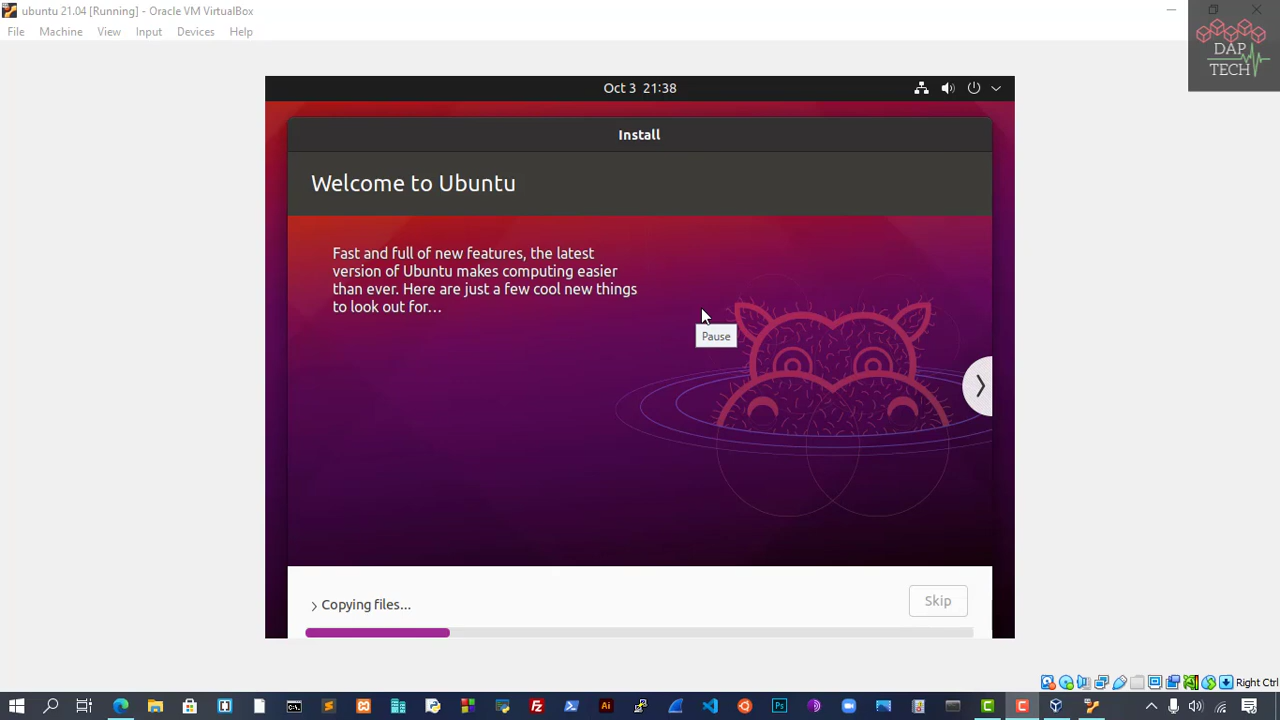 ubuntu 21.04 [Running] - Oracle VM VirtualBox
File Machine View Input Devices Help
DAP
TECH
Oct 3 21:38
Install
Welcome to Ubuntu
Fast and full of new features, the latest
version of Ubuntu makes computing easier
than ever. Here are just a few cool new things
to look out for...
Pause
Copying files...
Skip
Right Ctrl